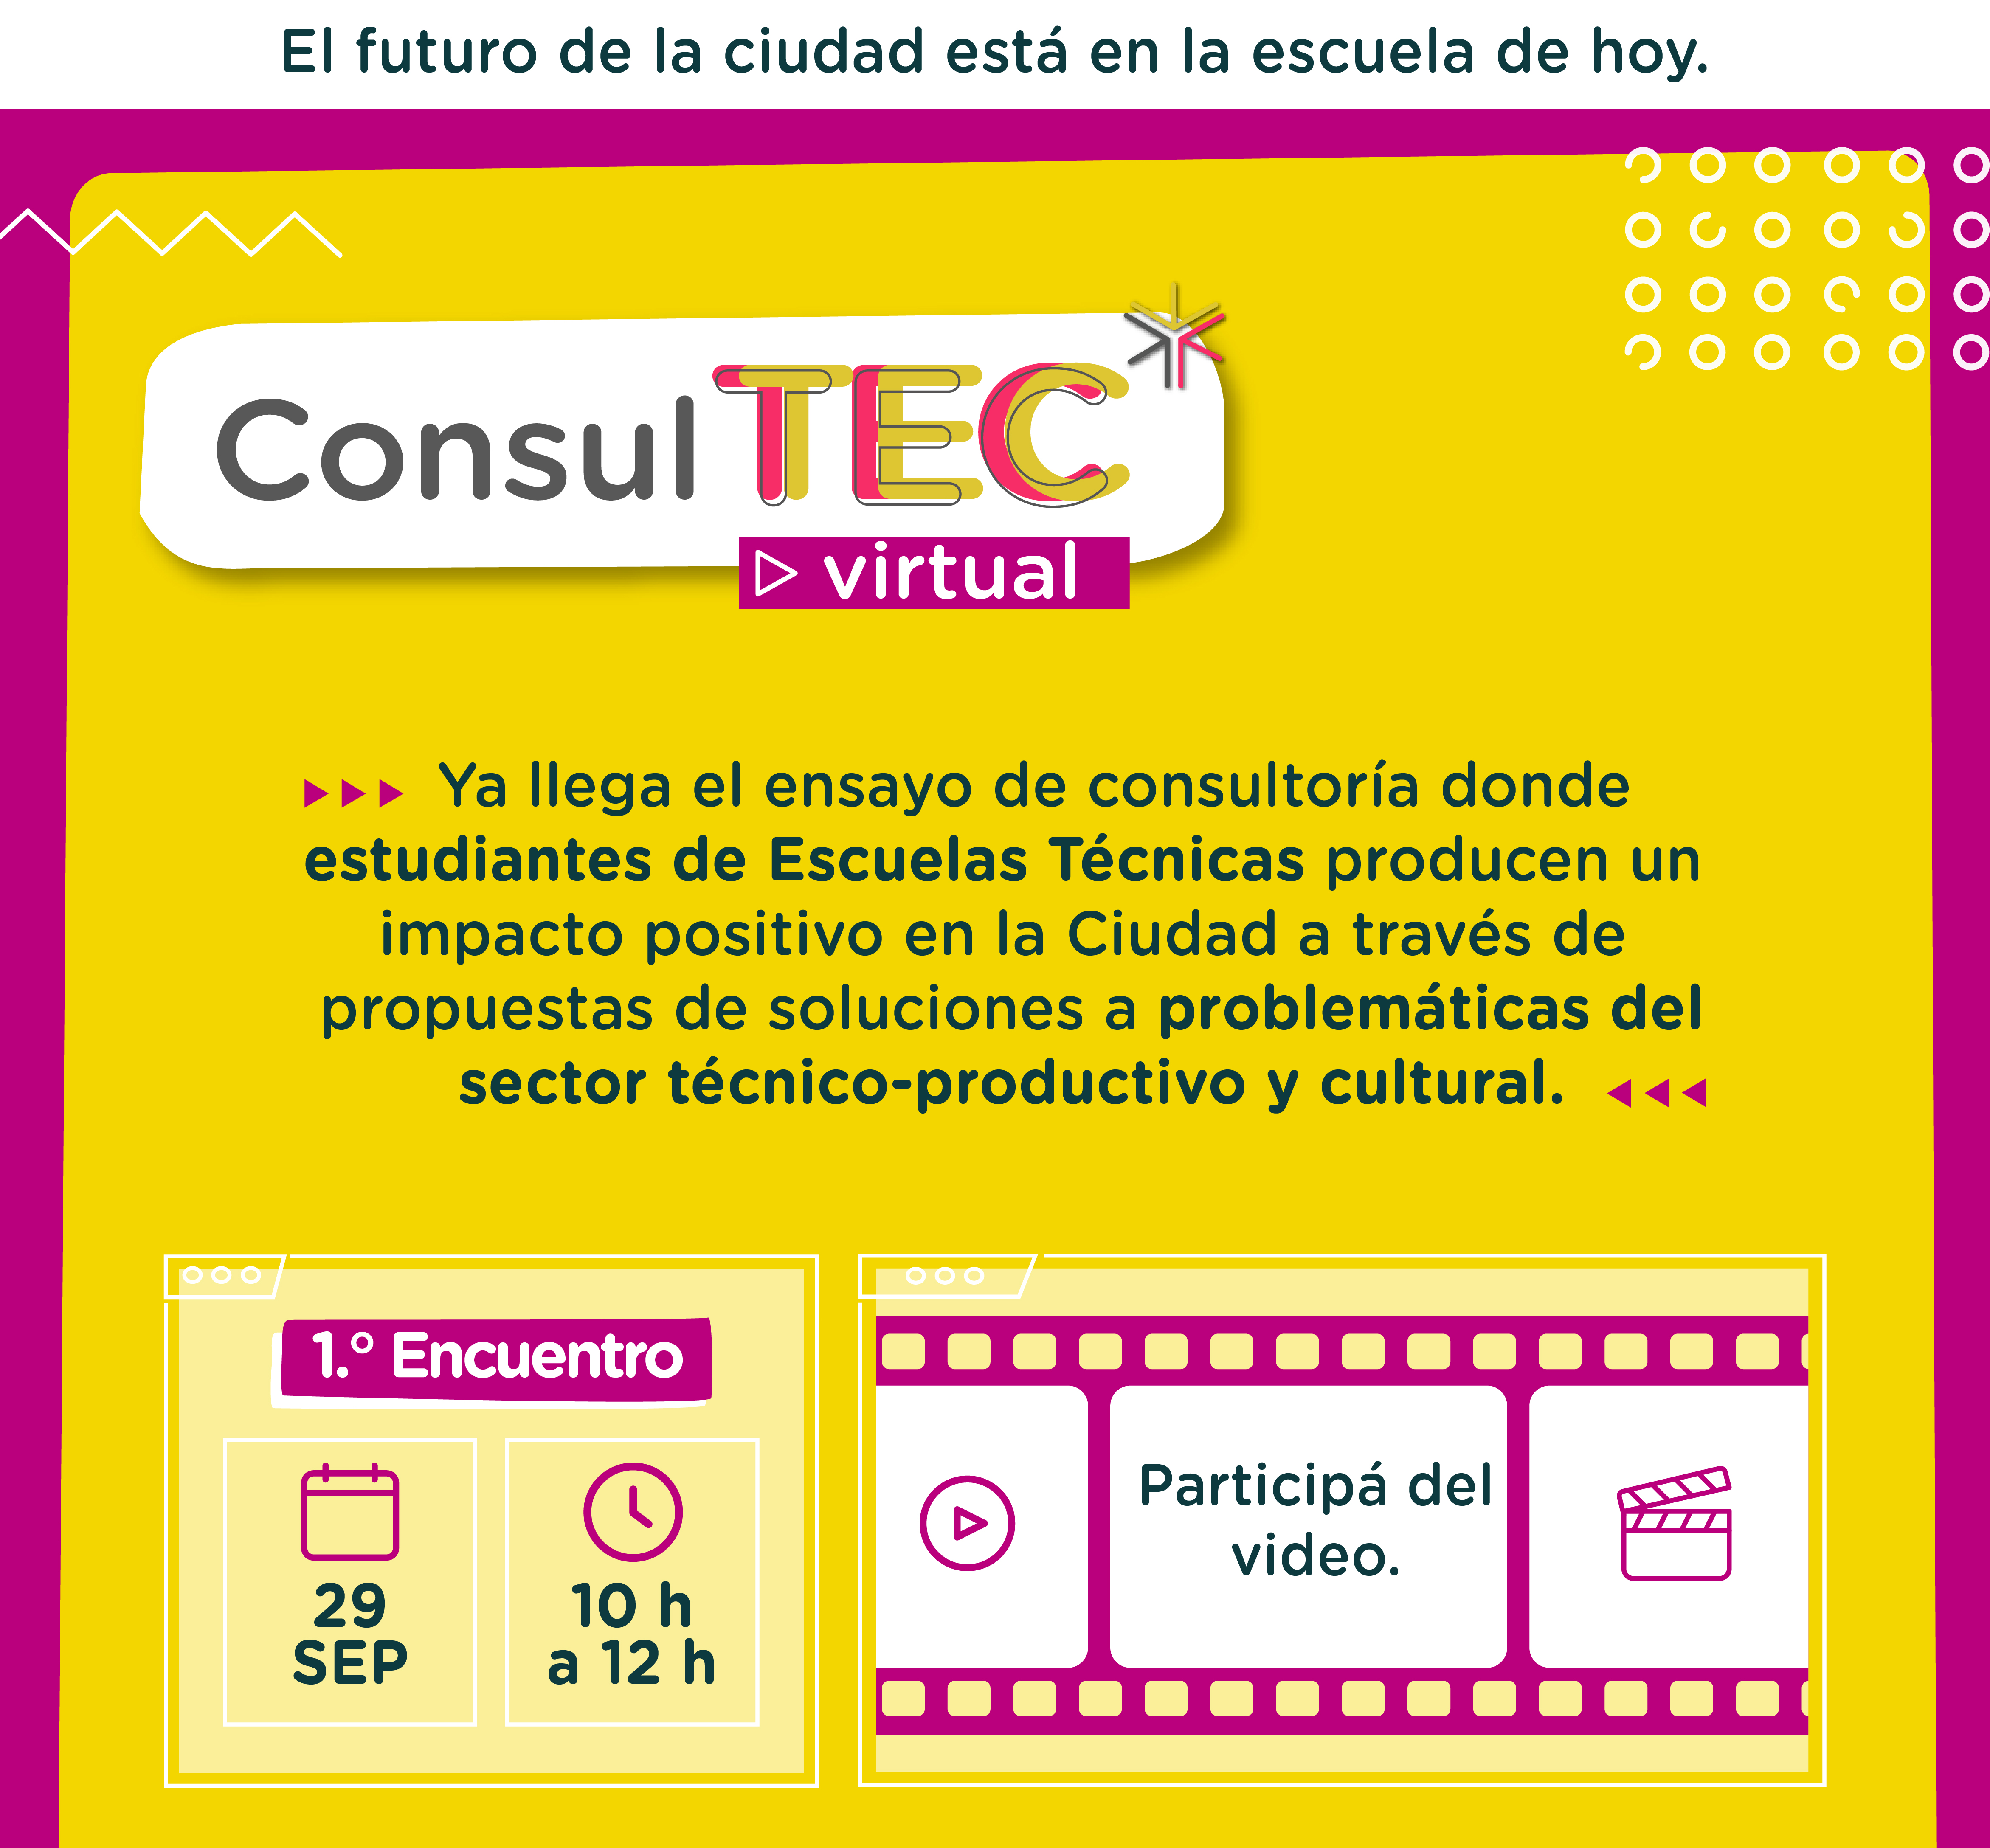 El futuro de la ciudad está en la escuela de hoy.
ConsulTEC
virtual
Ya llega el ensayo de consultoría donde
estudiantes de Escuelas Técnicas producen un
impacto positivo en la Ciudad a través de
propuestas de soluciones a problemáticas del
sector técnico-productivo y cultural.
1.° Encuentro
29
SEP
10 h
a 12 h
Participá del
video.